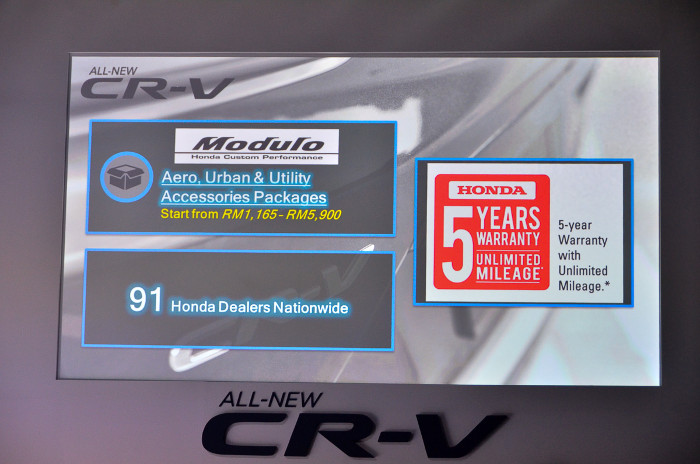 ALL-NEW
CR-V
Modulo
Honda Custom Performance
Aero, Urban & Utility
Accessories Packages
Start from RM1,165 - RM5,900
91 Honda Dealers Nationwide
HONDA
5 YEARS
WARRANTY
UNLIMITED
MILEAGE*
5-year
Warranty
with
Unlimited
Mileage.*
CR-V
ALL-NEW
CR-V